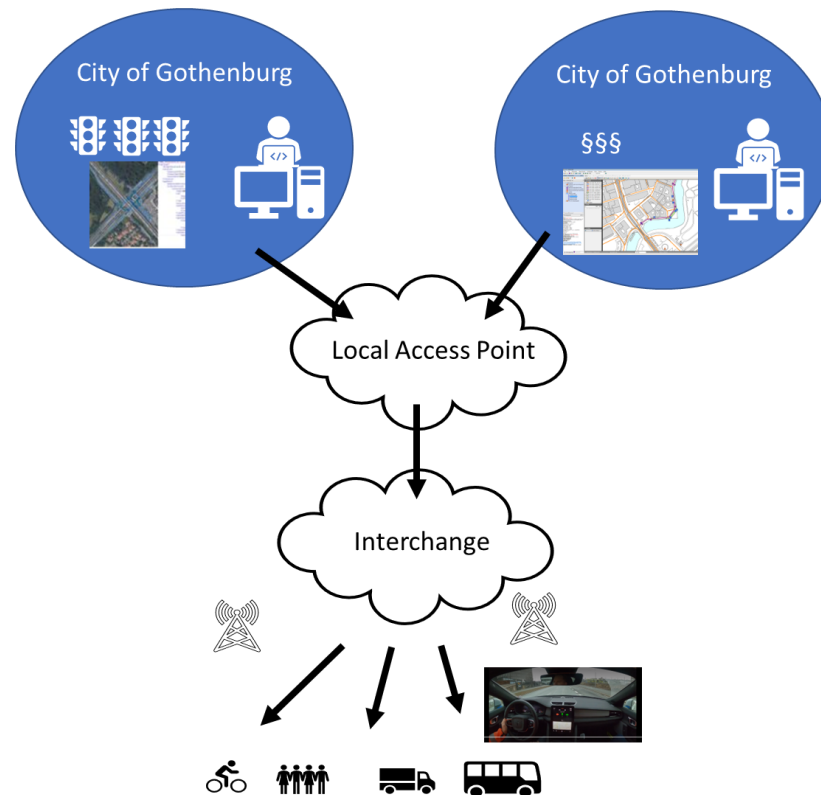 City of Gothenburg
City of Gothenburg
§§§
</>
</>
Local Access Point
Interchange